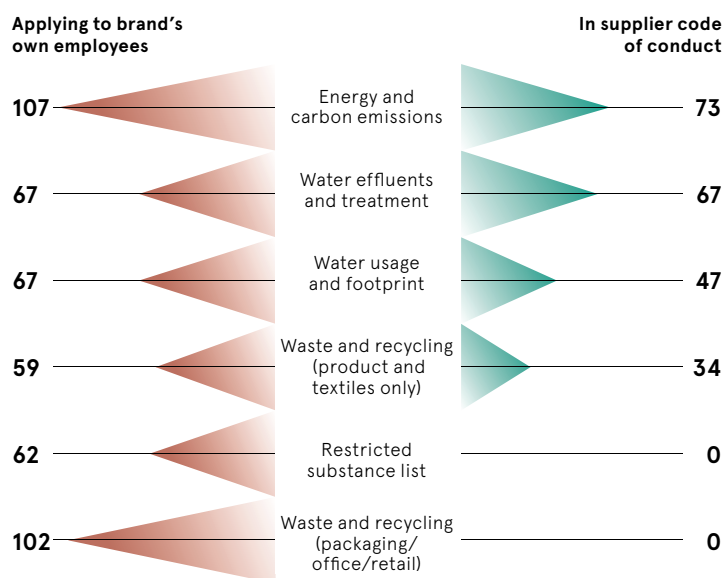 Applying to brand's
own employees
In supplier code
of conduct
107
Energy and
carbon emissions
73
67
Water effluents
and treatment
67
67
Water usage
and footprint
47
59
Waste and recycling
(product and
textiles only)
34
62
Restricted
substance list
0
102
Waste and recycling
(packaging/
office/retail)
0